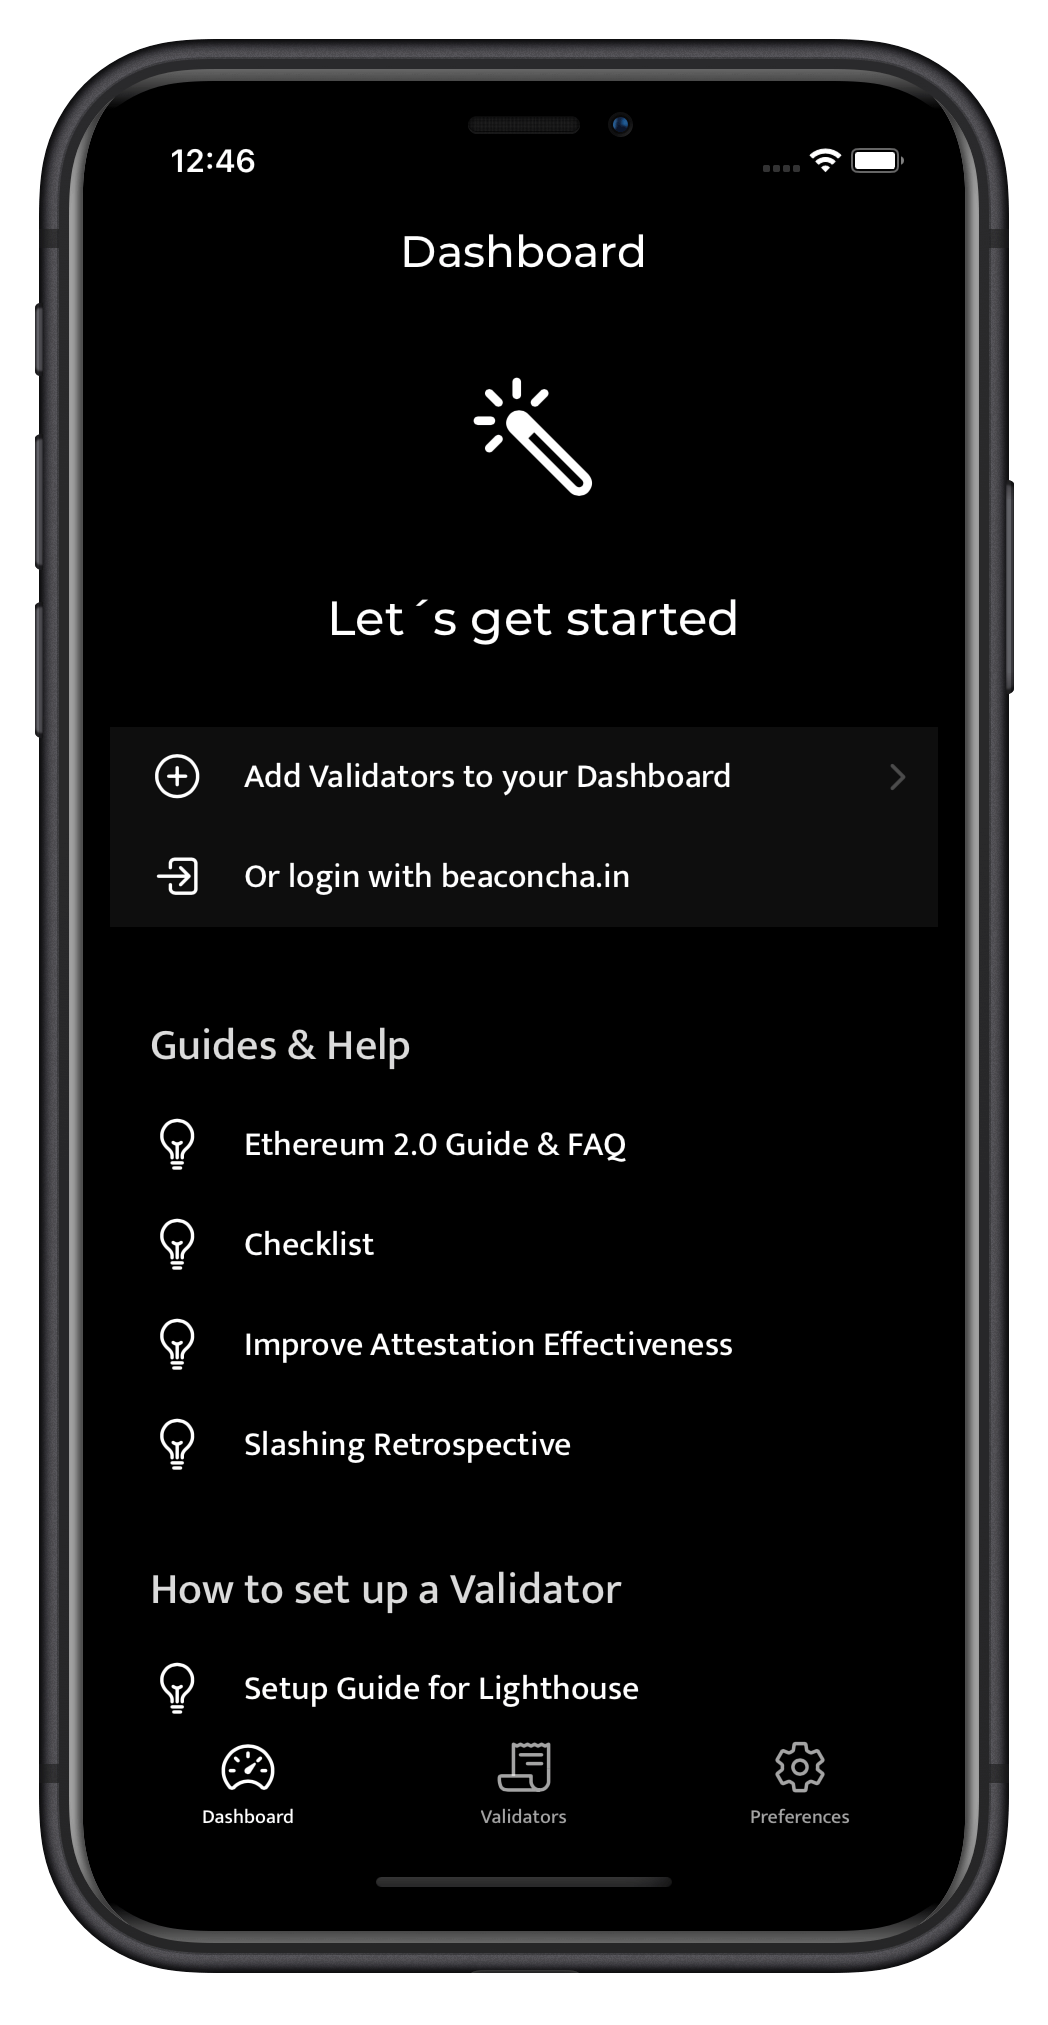 12:46
Dashboard
Let´s get started
Add Validators to your Dashboard
Or login with beaconcha.in
Guides & Help
Ethereum 2.0 Guide & FAQ
Checklist
Improve Attestation Effectiveness
Slashing Retrospective
How to set up a Validator
Setup Guide for Lighthouse
Dashboard
Validators
Preferences